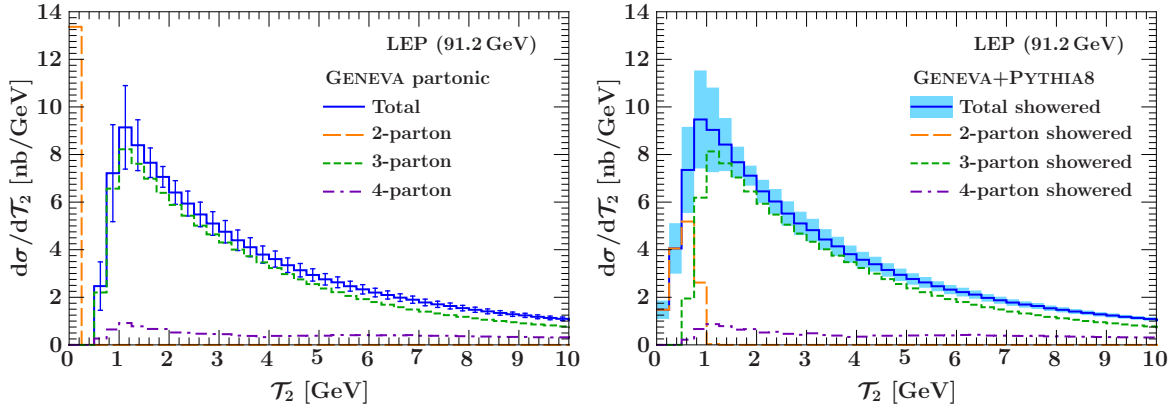 LEP (91.2 GeV)
GENEVA partonic
Total
2-parton
3-parton
4-parton
dσ/dT₂ [nb/GeV]
14
12
10
8
6
4
2
0
0 1 2 3 4 5 6 7 8 9 10
T₂ [GeV]
LEP (91.2 GeV)
GENEVA+PYTHIA8
Total showered
2-parton showered
3-parton showered
4-parton showered
dσ/dT₂ [nb/GeV]
14
12
10
8
6
4
2
0
0 1 2 3 4 5 6 7 8 9 10
T₂ [GeV]